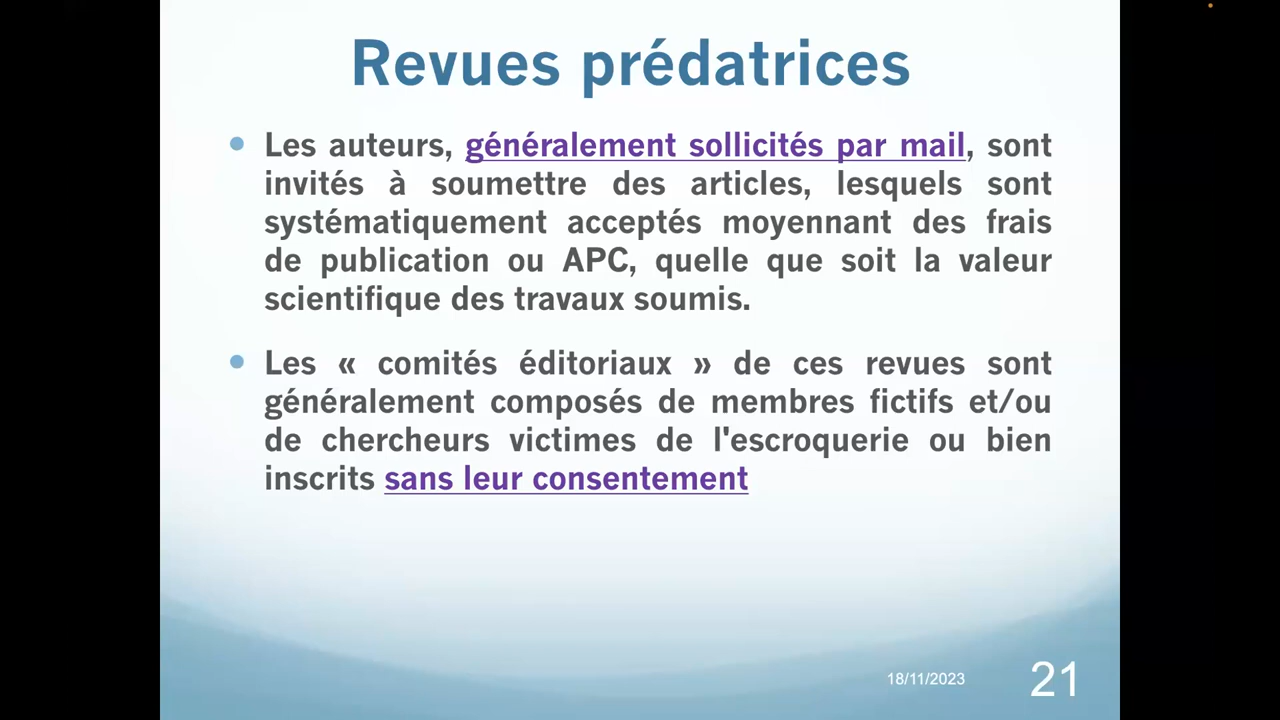 Revues prédatrices
• Les auteurs, généralement sollicités par mail, sont
invités à soumettre des articles, lesquels sont
systématiquement acceptés moyennant des frais
de publication ou APC, quelle que soit la valeur
scientifique des travaux soumis.
• Les « comités éditoriaux » de ces revues sont
généralement composés de membres fictifs et/ou
de chercheurs victimes de l'escroquerie ou bien
inscrits sans leur consentement
18/11/2023
21